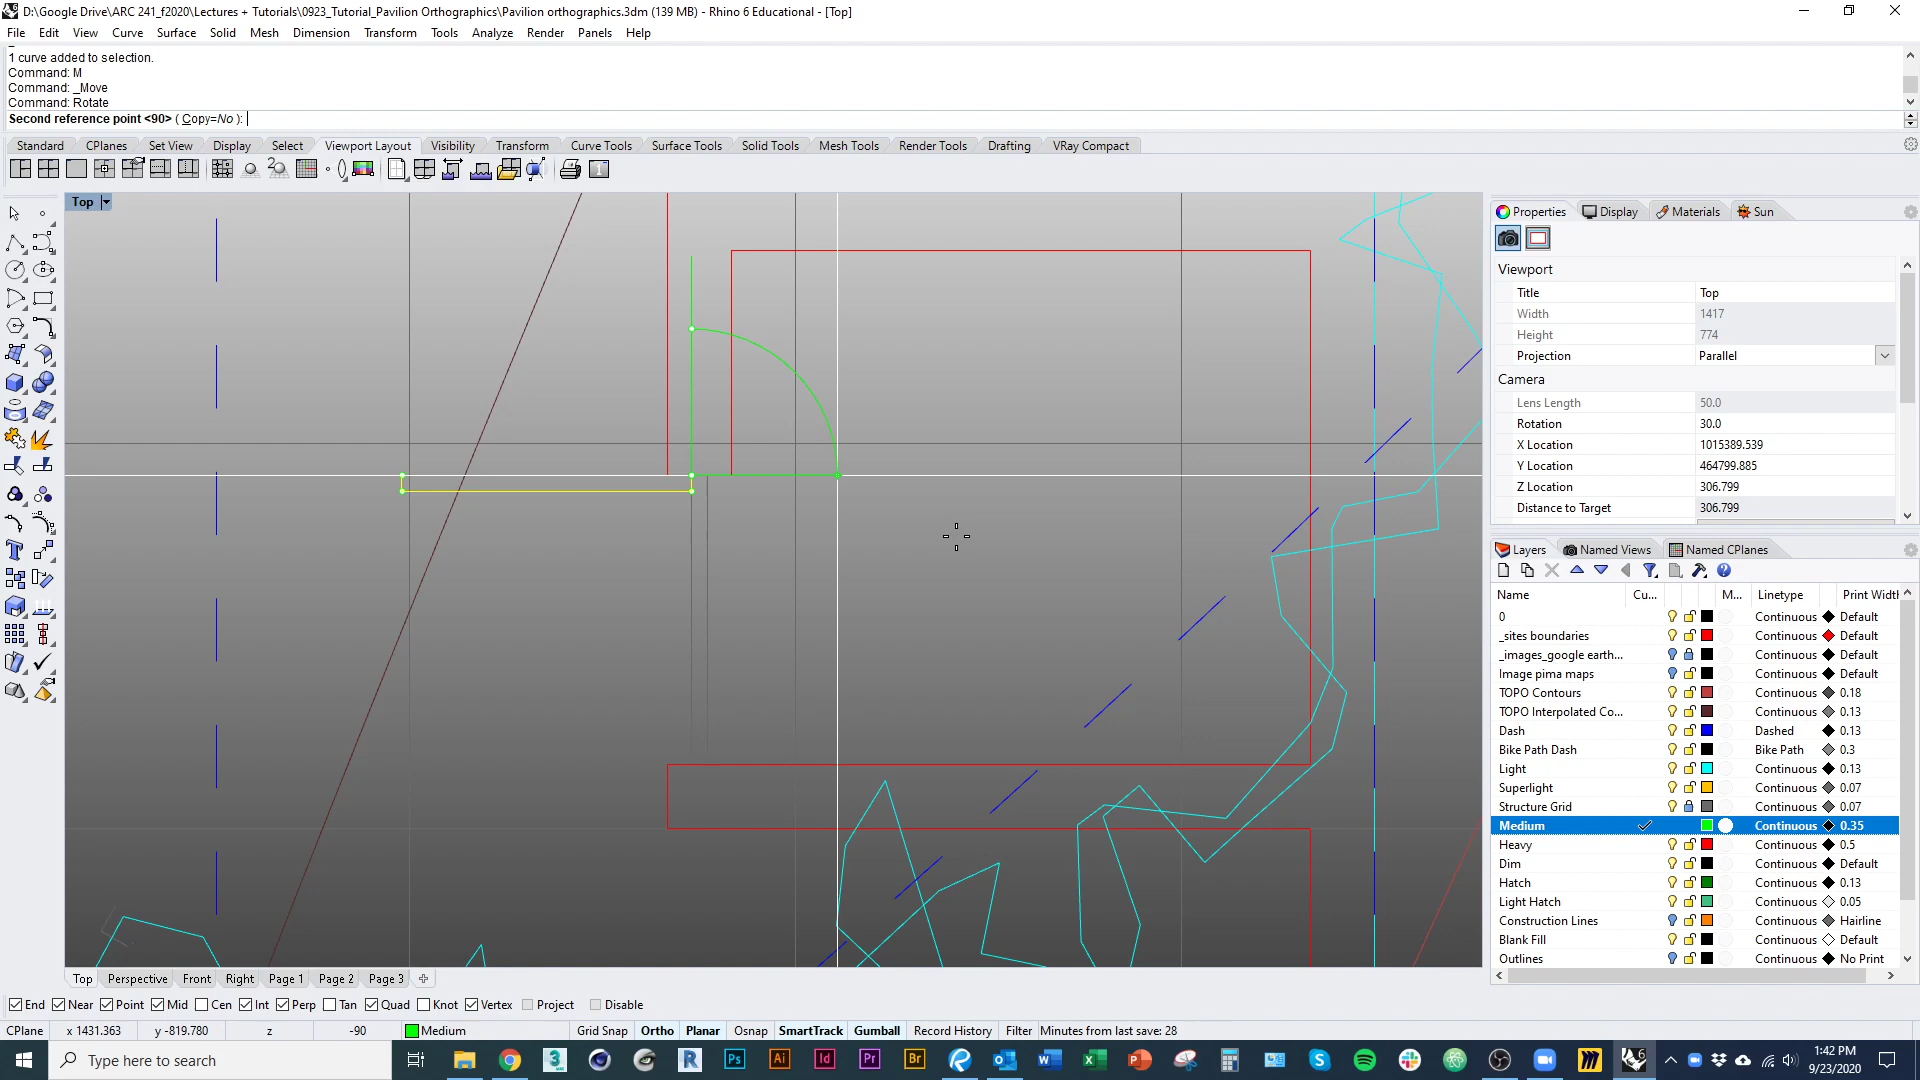 D:\Google Drive\ARC 241_f2020\Lectures + Tutorials\0923_Tutorial_Pavilion Orthographics\Pavilion orthographics.3dm (139 MB) - Rhino 6 Educational - [Top]
File Edit View Curve Surface Solid Mesh Dimension Transform Tools Analyze Render Panels Help
1 curve added to selection.
Command: M
Command: _Move
Command: Rotate
Second reference point <90> ( Copy=No ):
Standard CPlanes Set View Display Select Viewport Layout Visibility Transform Curve Tools Surface Tools Solid Tools Mesh Tools Render Tools Drafting VRay Compact
Top
Properties Display Materials Sun
Viewport
Title Top
Width 1417
Height 774
Projection Parallel
Camera
Lens Length 50.0
Rotation 30.0
X Location 1015389.539
Y Location 464799.885
Z Location 306.799
Distance to Target 306.799
Layers Named Views Named CPlanes
Name Cu... M... Linetype Print Width
0 Continuous Default
_sites boundaries Continuous Default
_images_google earth... Continuous Default
Image pima maps Continuous Default
TOPO Contours Continuous 0.18
TOPO Interpolated Co... Continuous 0.13
Dash Dashed 0.13
Bike Path Dash Bike Path 0.3
Light Continuous 0.13
Superlight Continuous 0.07
Structure Grid Continuous 0.07
Medium Continuous 0.35
Heavy Continuous 0.5
Dim Continuous Default
Hatch Continuous 0.13
Light Hatch Continuous 0.05
Construction Lines Continuous Hairline
Blank Fill Continuous Default
Outlines Continuous No Print
Top Perspective Front Right Page 1 Page 2 Page 3
End Near Point Mid Cen Int Perp Tan Quad Knot Vertex Project Disable
CPlane x 1431.363 y -819.780 z -90 Medium Grid Snap Ortho Planar Osnap SmartTrack Gumball Record History Filter Minutes from last save: 28
Type here to search
1:42 PM
9/23/2020